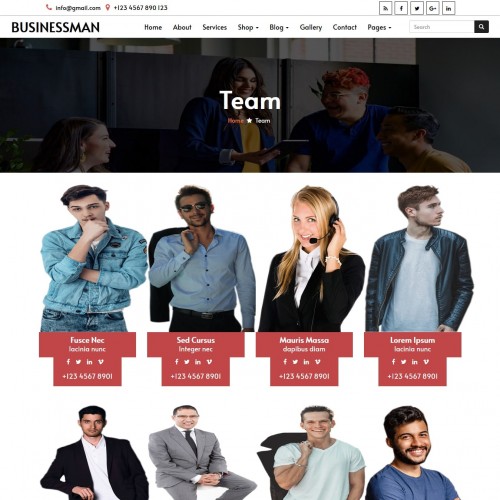 info@gmail.com +123 4567 890 123
BUSINESSMAN Home About Services Shop Blog Gallery Contact Pages Search
Team
Home Team
Fusce Nec
lacinia nunc
+123 4567 8901
Sed Cursus
Integer nec
+123 4567 8901
Mauris Massa
dapibus diam
+123 4567 8901
Lorem Ipsum
lacinia nunc
+123 4567 8901